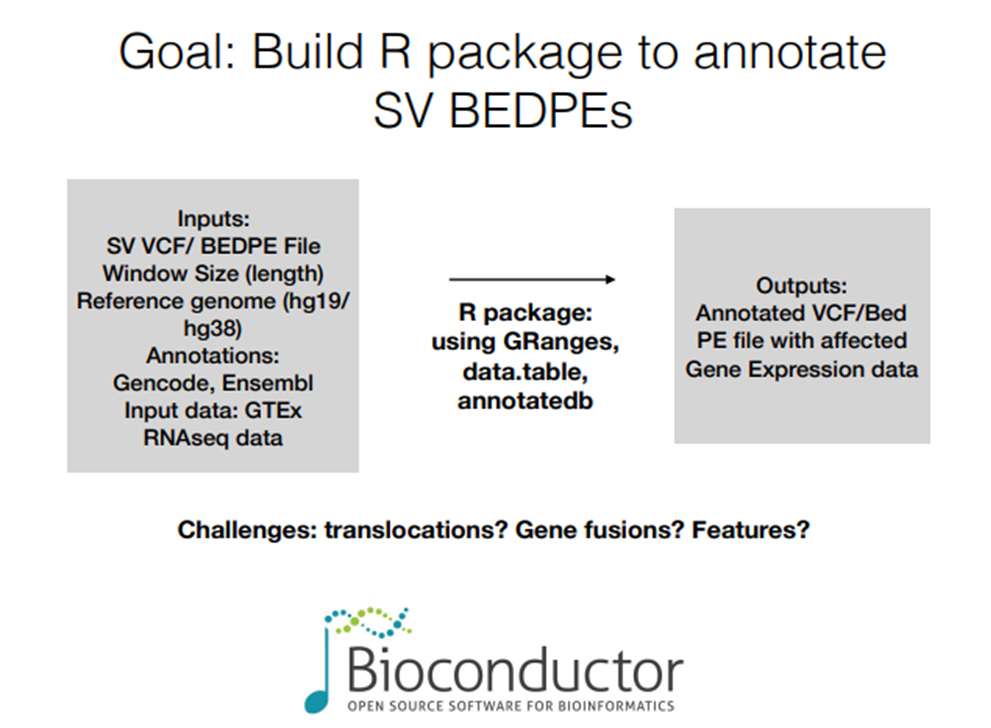 Goal: Build R package to annotate
SV BEDPEs
Inputs:
SV VCF/ BEDPE File
Window Size (length)
Reference genome (hg19/
hg38)
Annotations:
Gencode, Ensembl
Input data: GTEx
RNAseq data
R package:
using GRanges,
data.table,
annotatedb
Outputs:
Annotated VCF/Bed
PE file with affected
Gene Expression data
Challenges: translocations? Gene fusions? Features?
Bioconductor
OPEN SOURCE SOFTWARE FOR BIOINFORMATICS